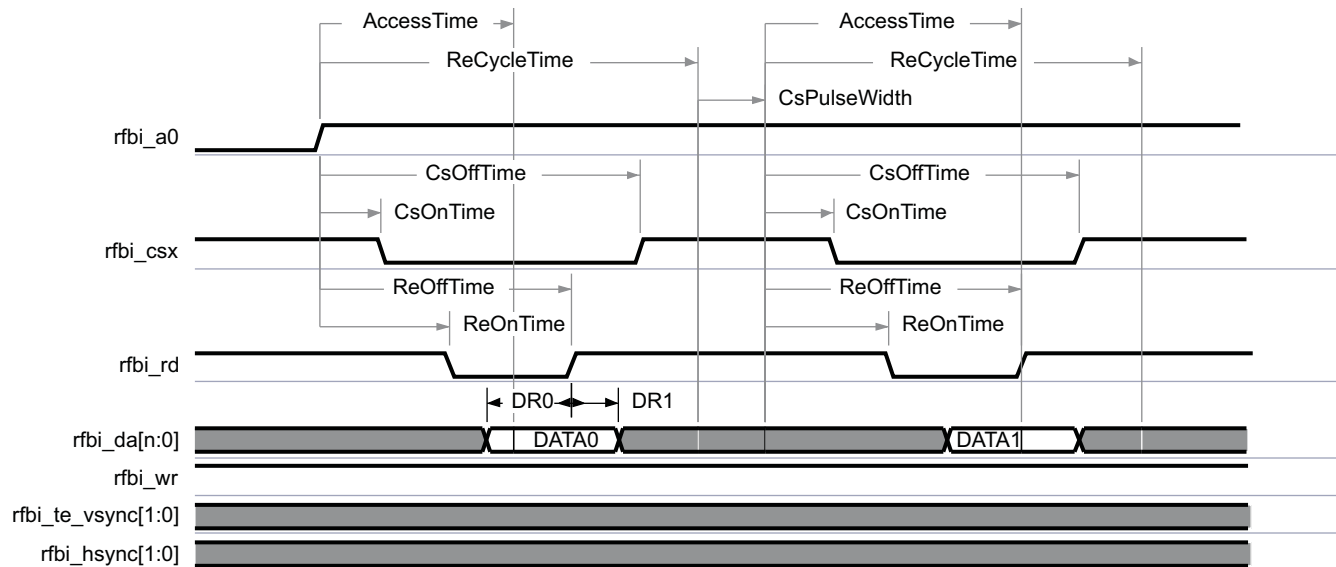 AccessTime AccessTime
ReCycleTime ReCycleTime
CsPulseWidth
rfbi_a0
CsOffTime CsOffTime
CsOnTime CsOnTime
rfbi_csx
ReOffTime ReOffTime
ReOnTime ReOnTime
rfbi_rd
DR0 DR1
rfbi_da[n:0] DATA0 DATA1
rfbi_wr
rfbi_te_vsync[1:0]
rfbi_hsync[1:0]